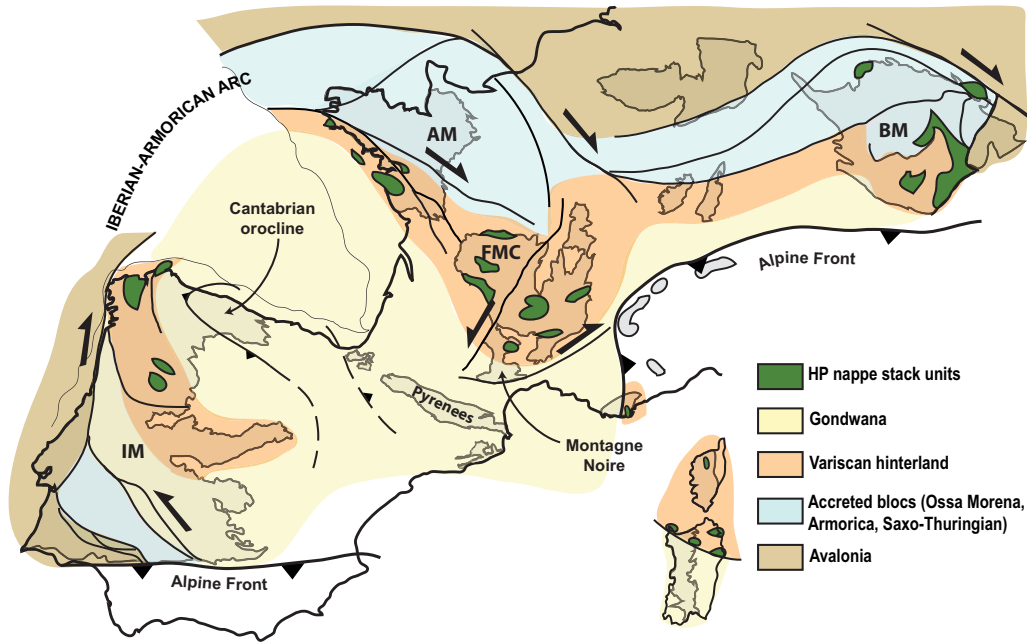 IBERIAN-ARMORICAN ARC
AM
BM
Cantabrian
orocline
FMC
Alpine Front
Pyrenees
IM
Montagne
Noire
Alpine Front
HP nappe stack units
Gondwana
Variscan hinterland
Accreted blocs (Ossa Morena,
Armorica, Saxo-Thuringian)
Avalonia